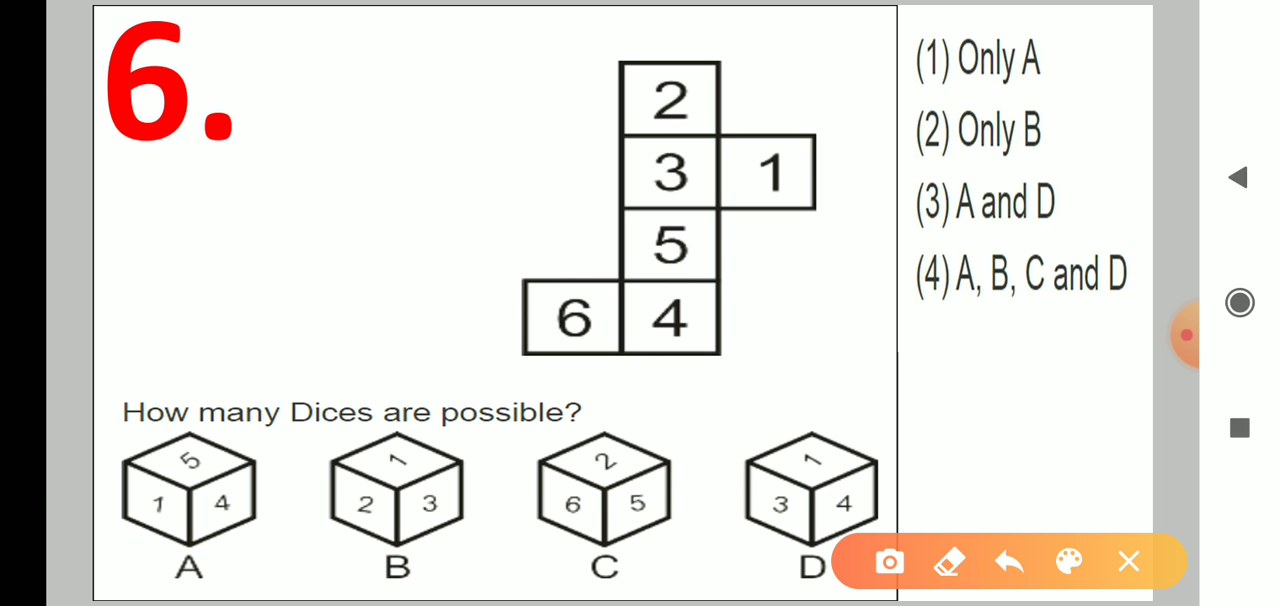 6.
2
3 1
5
6 4
(1) Only A
(2) Only B
(3) A and D
(4) A, B, C and D
How many Dices are possible?
5 1 2 1
1 4 2 3 6 5 3 4
A B C D